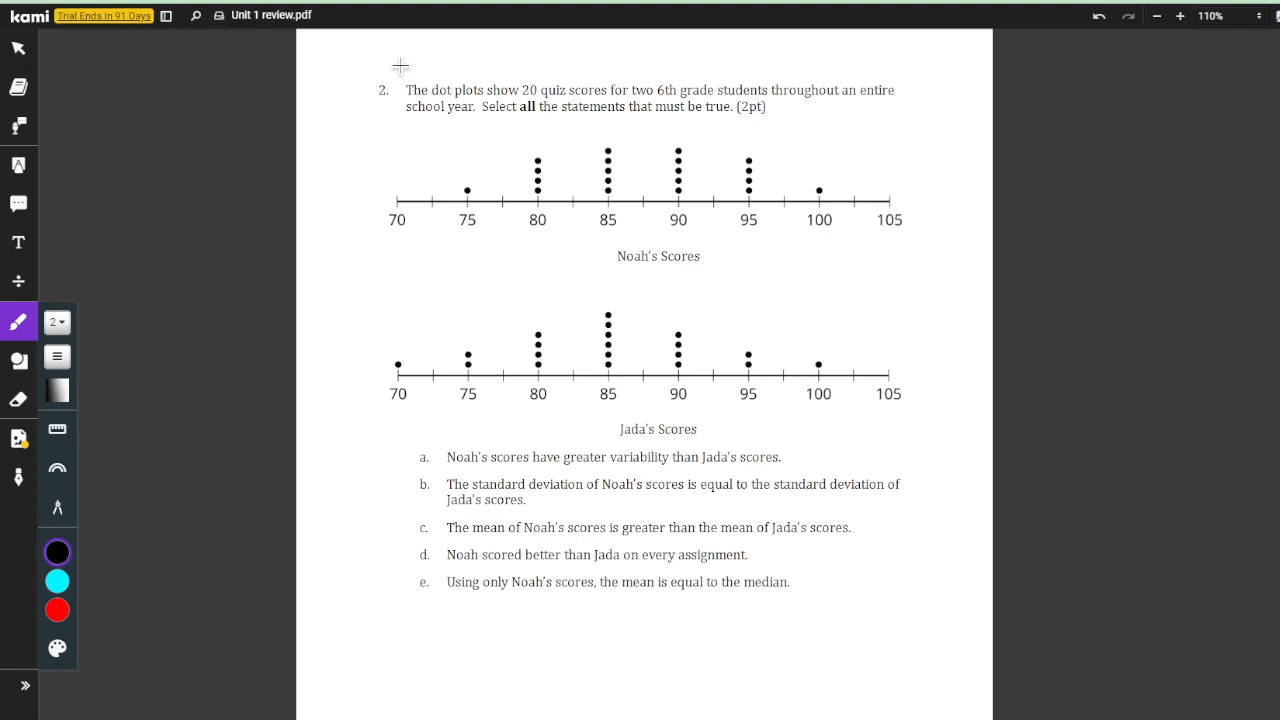 kami Trial Ends In 91 Days Unit 1 review.pdf 110%
2. The dot plots show 20 quiz scores for two 6th grade students throughout an entire
school year. Select all the statements that must be true. (2pt)
70 75 80 85 90 95 100 105
Noah's Scores
70 75 80 85 90 95 100 105
Jada's Scores
a. Noah's scores have greater variability than Jada's scores.
b. The standard deviation of Noah's scores is equal to the standard deviation of
Jada's scores.
c. The mean of Noah's scores is greater than the mean of Jada's scores.
d. Noah scored better than Jada on every assignment.
e. Using only Noah's scores, the mean is equal to the median.
2